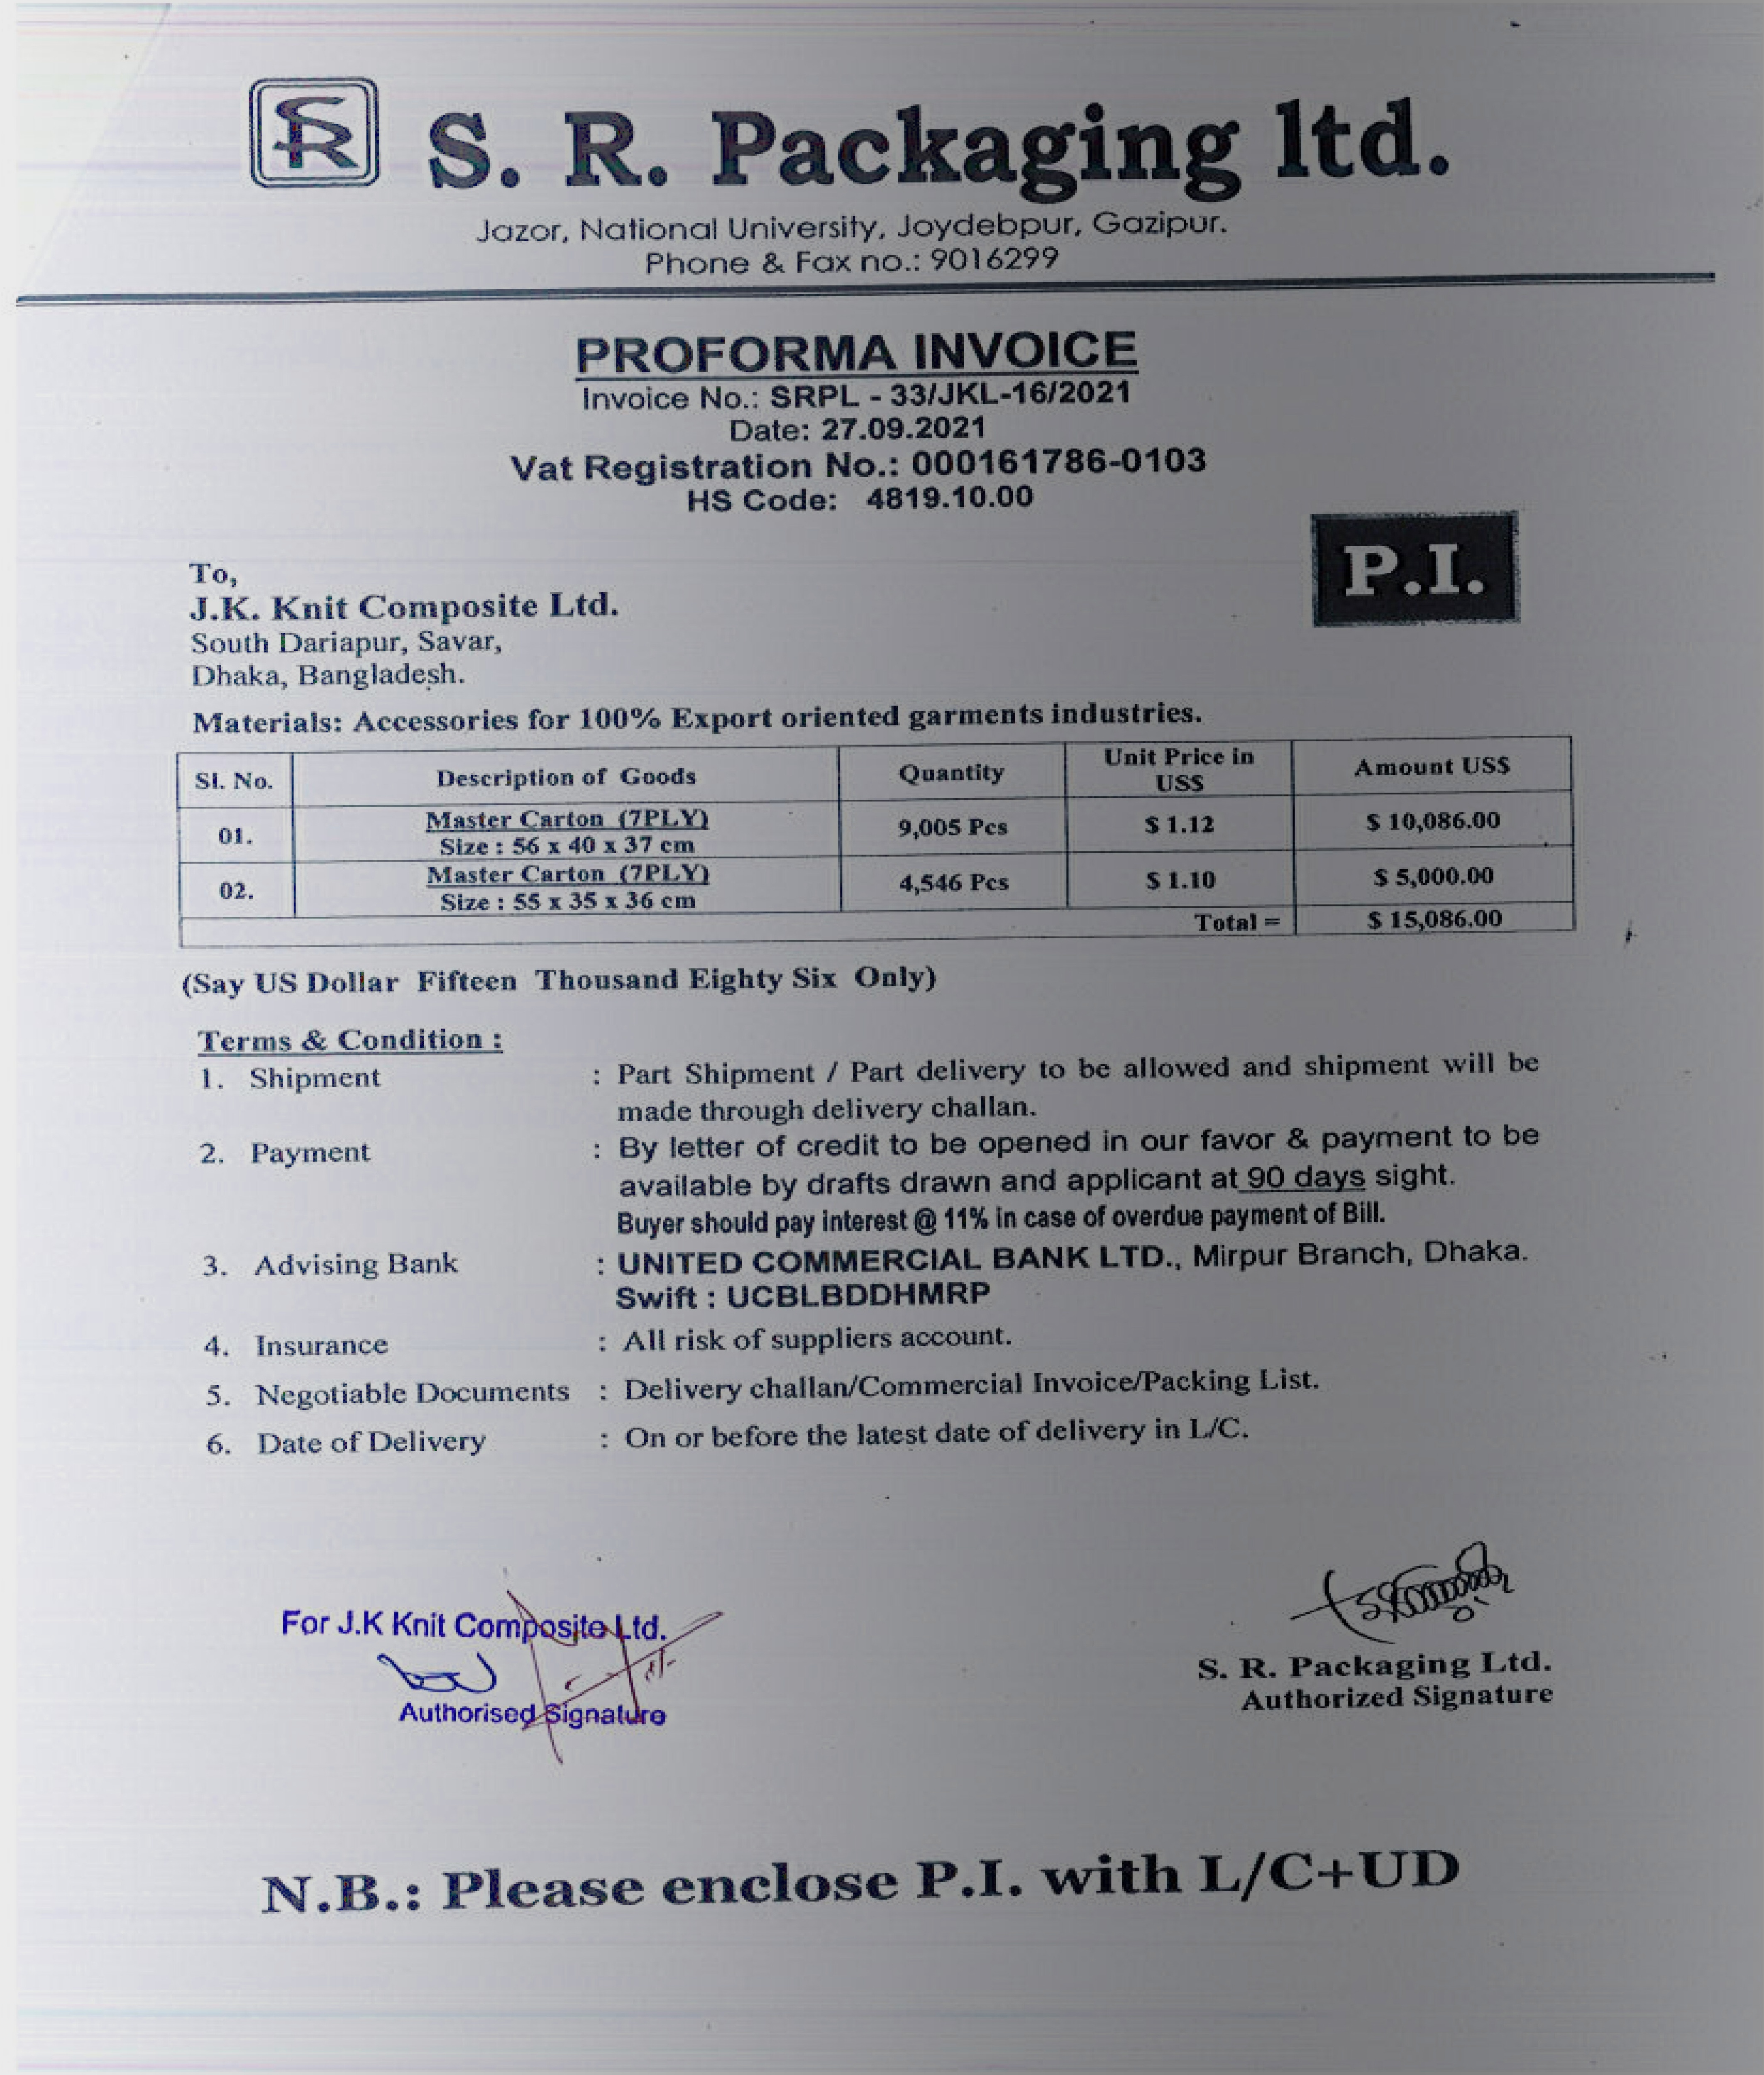 SR S. R. Packaging ltd.
Jazor, National University, Joydebpur, Gazipur.
Phone & Fax no.: 9016299
PROFORMA INVOICE
Invoice No.: SRPL - 33/JKL-16/2021
Date: 27.09.2021
Vat Registration No.: 000161786-0103
HS Code: 4819.10.00
P.I.
To,
J.K. Knit Composite Ltd.
South Dariapur, Savar,
Dhaka, Bangladesh.
Materials: Accessories for 100% Export oriented garments industries.
Sl. No. Description of Goods Quantity Unit Price in US$ Amount US$
01. Master Carton (7PLY) 9,005 Pcs $ 1.12 $ 10,086.00
Size : 56 x 40 x 37 cm
02. Master Carton (7PLY) 4,546 Pcs $ 1.10 $ 5,000.00
Size : 55 x 35 x 36 cm
Total = $ 15,086.00
(Say US Dollar Fifteen Thousand Eighty Six Only)
Terms & Condition :
1. Shipment : Part Shipment / Part delivery to be allowed and shipment will be
made through delivery challan.
2. Payment : By letter of credit to be opened in our favor & payment to be
available by drafts drawn and applicant at 90 days sight.
Buyer should pay interest @ 11% in case of overdue payment of Bill.
3. Advising Bank : UNITED COMMERCIAL BANK LTD., Mirpur Branch, Dhaka.
Swift : UCBLBDDHMRP
4. Insurance : All risk of suppliers account.
5. Negotiable Documents : Delivery challan/Commercial Invoice/Packing List.
6. Date of Delivery : On or before the latest date of delivery in L/C.
For J.K Knit Composite Ltd.
Authorised Signature
S. R. Packaging Ltd.
Authorized Signature
N.B.: Please enclose P.I. with L/C+UD